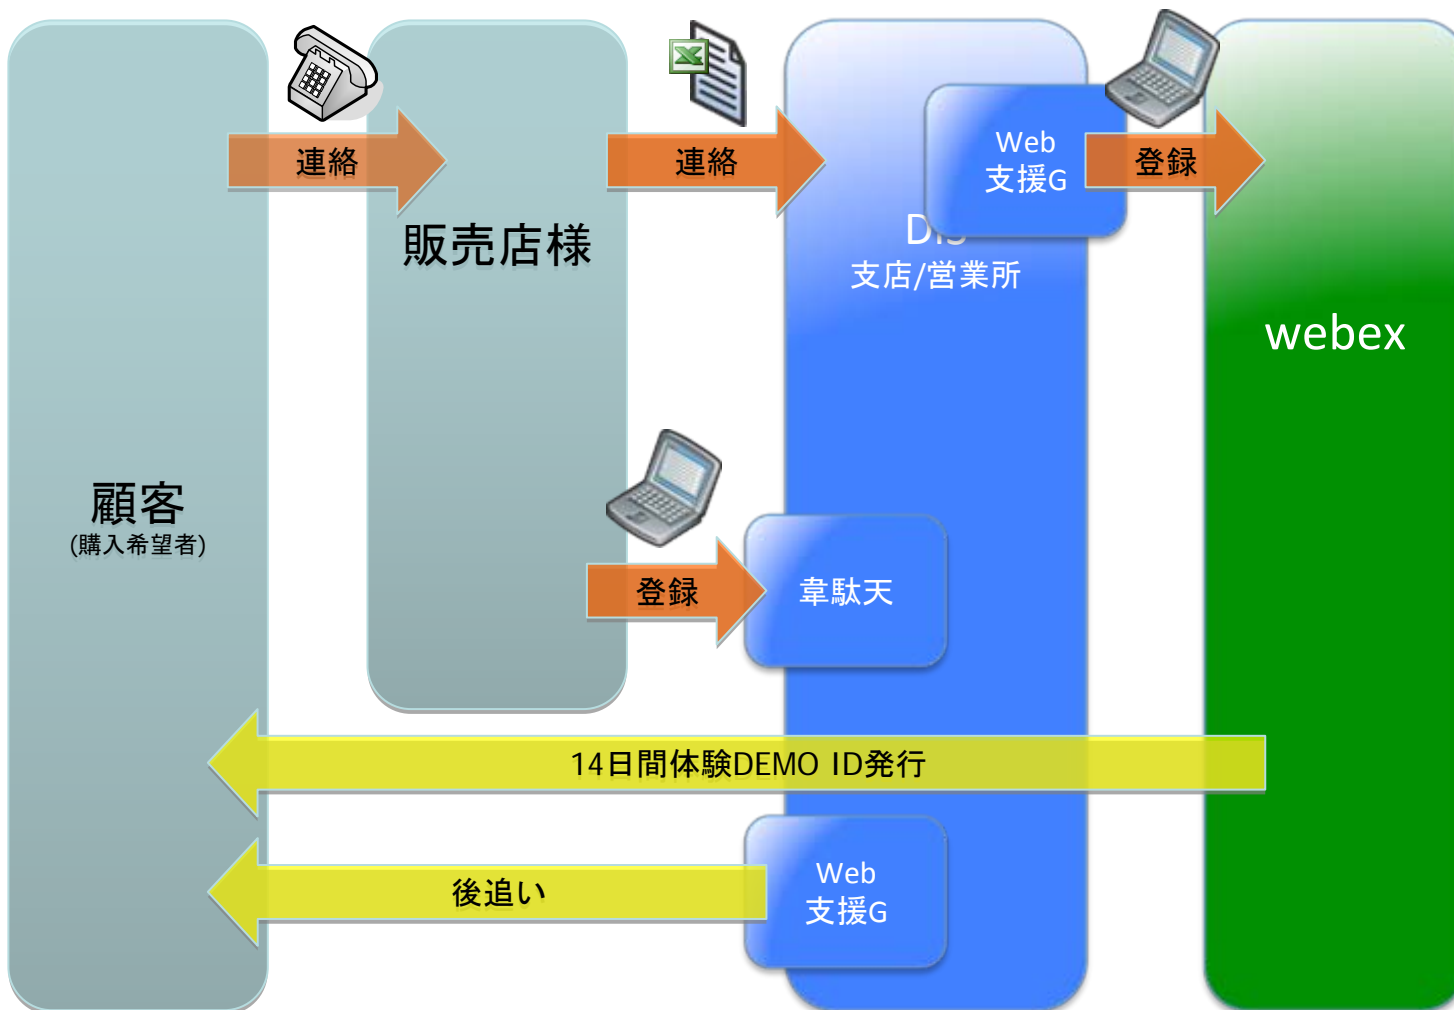 連絡
連絡
Web
支援G
登録
販売店様
DIS
支店/営業所
webex
顧客
(購入希望者)
登録
韋駄天
14日間体験DEMO ID発行
後追い
Web
支援G